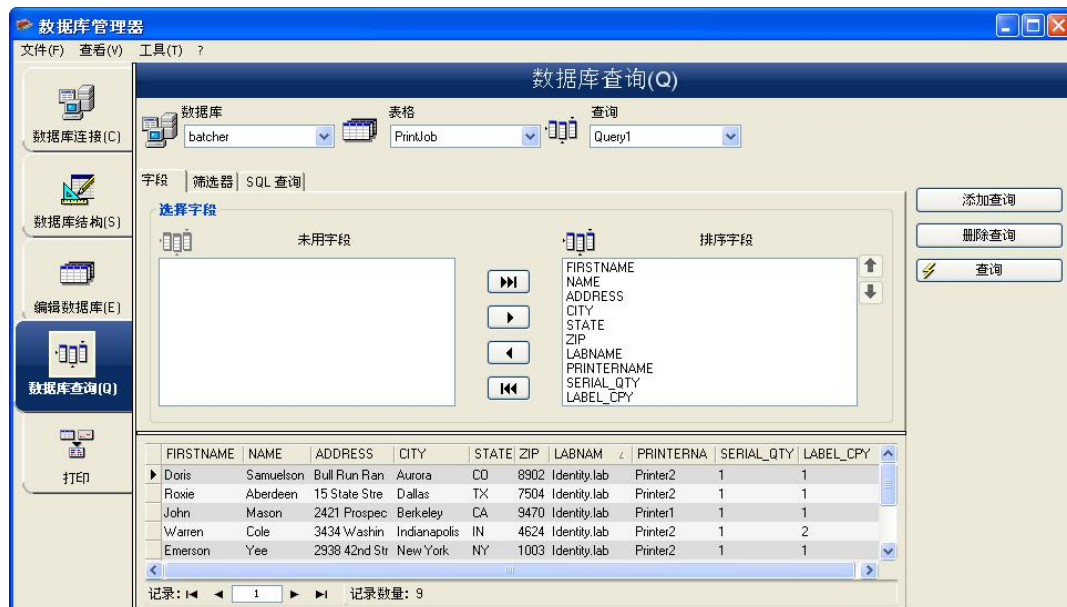 数据库管理器
文件(F) 查看(V) 工具(T) ?
数据库连接(C)
数据库结构(S)
编辑数据库(E)
数据库查询(Q)
打印
数据库查询(Q)
数据库 表格 查询
batcher PrintJob Query1
字段 筛选器 SQL 查询
选择字段
未用字段 排序字段
FIRSTNAME
NAME
ADDRESS
CITY
STATE
ZIP
LABNAME
PRINTERNAME
SERIAL_QTY
LABEL_CPY
添加查询
删除查询
查询
FIRSTNAME NAME ADDRESS CITY STATE ZIP LABNAM PRINTERNA SERIAL_QTY LABEL_CPY
Doris Samuelson Bull Run Ran Aurora CO 8902 Identity.lab Printer2 1 1
Roxie Aberdeen 15 State Stre Dallas TX 7504 Identity.lab Printer2 1 1
John Mason 2421 Prospec Berkeley CA 9470 Identity.lab Printer1 1 1
Warren Cole 3434 Washin Indianapolis IN 4624 Identity.lab Printer2 1 2
Emerson Yee 2938 42nd Str New York NY 1003 Identity.lab Printer2 1 1
记录: 1 记录数量: 9